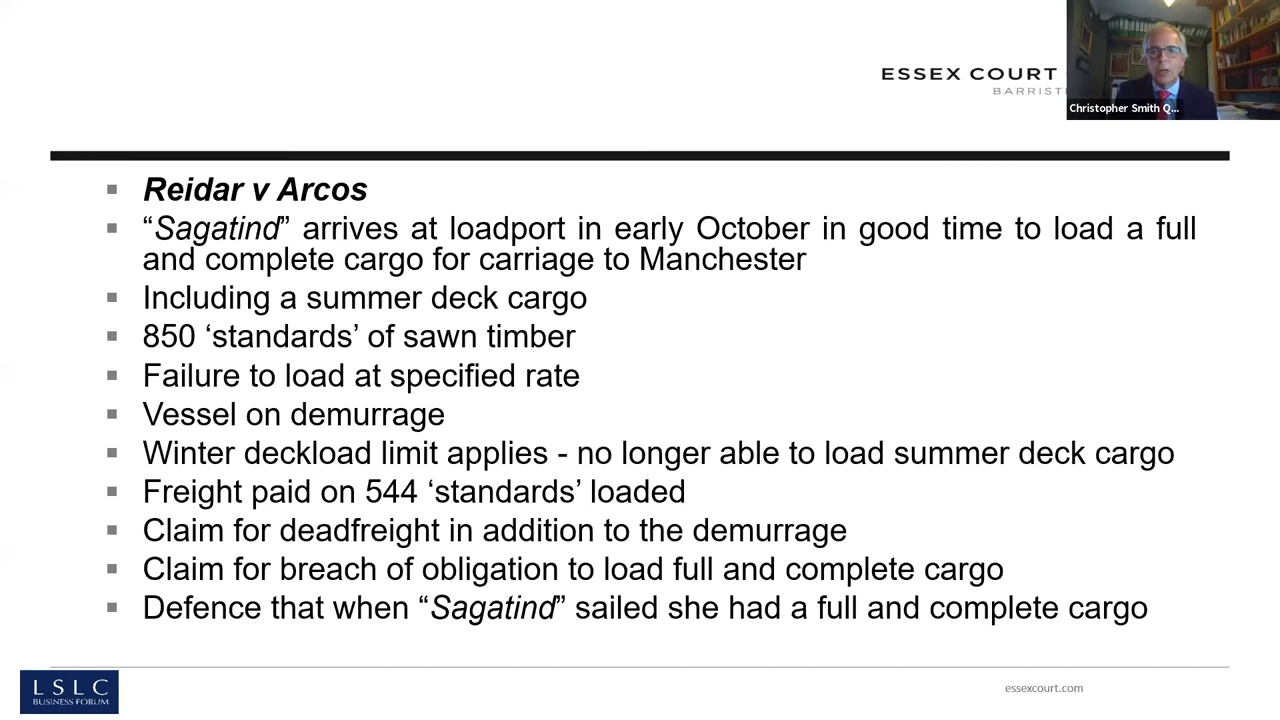 ESSEX COURT
BARRIST
Christopher Smith Q...
Reidar v Arcos
“Sagatind” arrives at loadport in early October in good time to load a full
and complete cargo for carriage to Manchester
Including a summer deck cargo
850 ‘standards’ of sawn timber
Failure to load at specified rate
Vessel on demurrage
Winter deckload limit applies - no longer able to load summer deck cargo
Freight paid on 544 ‘standards’ loaded
Claim for deadfreight in addition to the demurrage
Claim for breach of obligation to load full and complete cargo
Defence that when “Sagatind” sailed she had a full and complete cargo
LSLC
BUSINESS FORUM
essexcourt.com